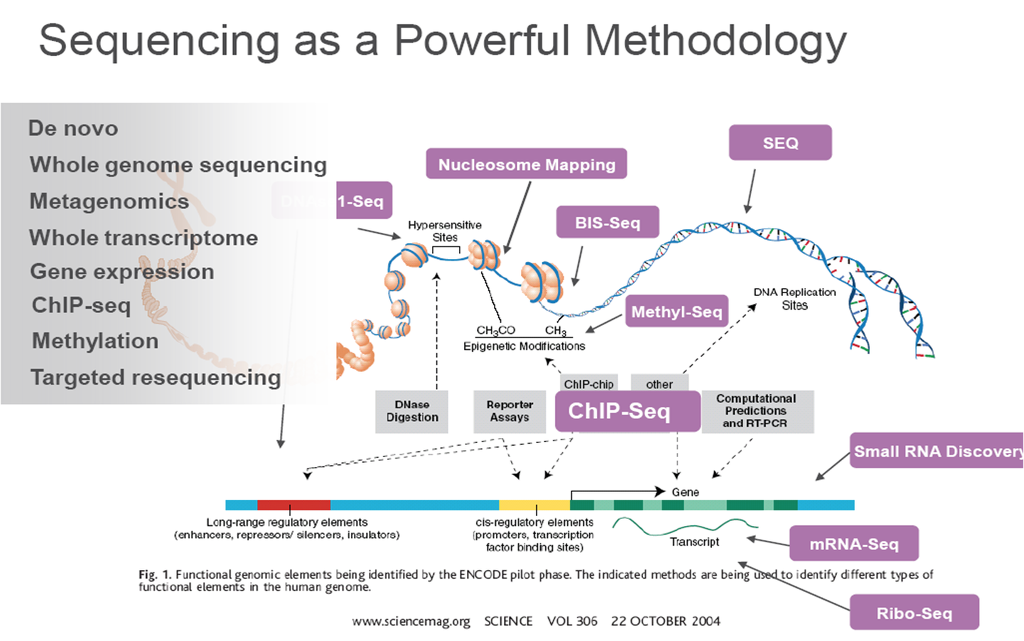 Sequencing as a Powerful Methodology
De novo
Whole genome sequencing
Metagenomics
Whole transcriptome
Gene expression
ChIP-seq
Methylation
Targeted resequencing
1-Seq
Nucleosome Mapping
SEQ
BIS-Seq
Hypersensitive
Sites
Methyl-Seq
DNA Replication
Sites
CH3CO
CH3
Epigenetic Modifications
ChIP-chip
other
DNase
Digestion
Reporter
Assays
ChIP-Seq
Computational
Predictions
and RT-PCR
Small RNA Discovery
Gene
Long-range regulatory elements
(enhancers, repressors/ silencers, insulators)
cis-regulatory elements
(promoters, transcription
factor binding sites)
Transcript
mRNA-Seq
Ribo-Seq
Fig. 1. Functional genomic elements being identified by the ENCODE pilot phase. The indicated methods are being used to identify different types of
functional elements in the human genome.
www.sciencemag.org SCIENCE VOL 306 22 OCTOBER 2004